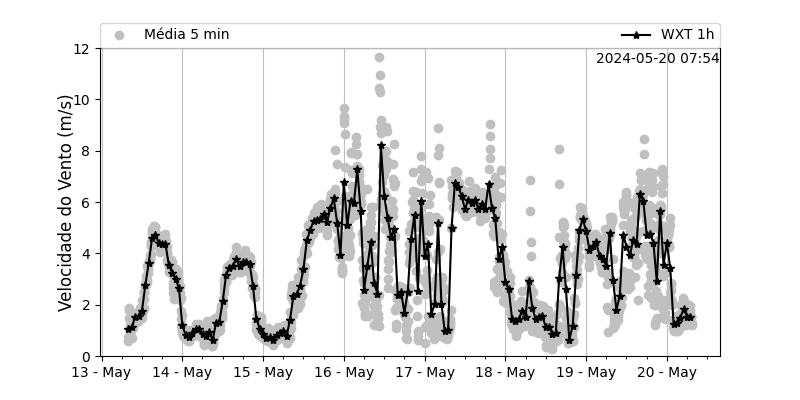 Média 5 min
WXT 1h
2024-05-20 07:54
Velocidade do Vento (m/s)
12
10
8
6
4
2
0
13 - May
14 - May
15 - May
16 - May
17 - May
18 - May
19 - May
20 - May